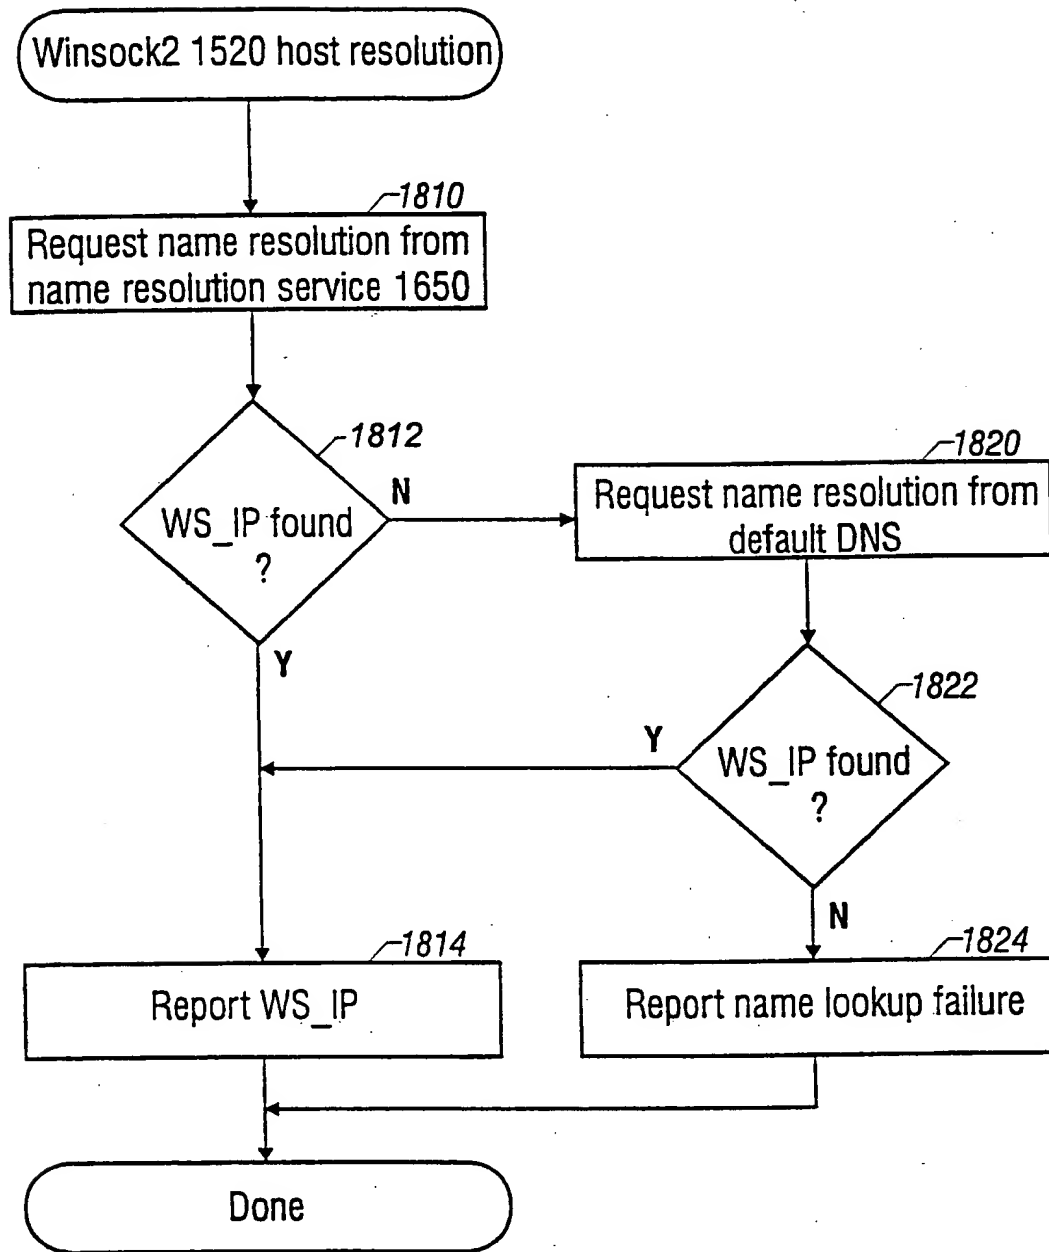 Winsock2 1520 host resolution
1810
Request name resolution from
name resolution service 1650
1812
WS_IP found
?
N
Y
1820
Request name resolution from
default DNS
1822
WS_IP found
?
Y
N
1814
Report WS_IP
1824
Report name lookup failure
Done